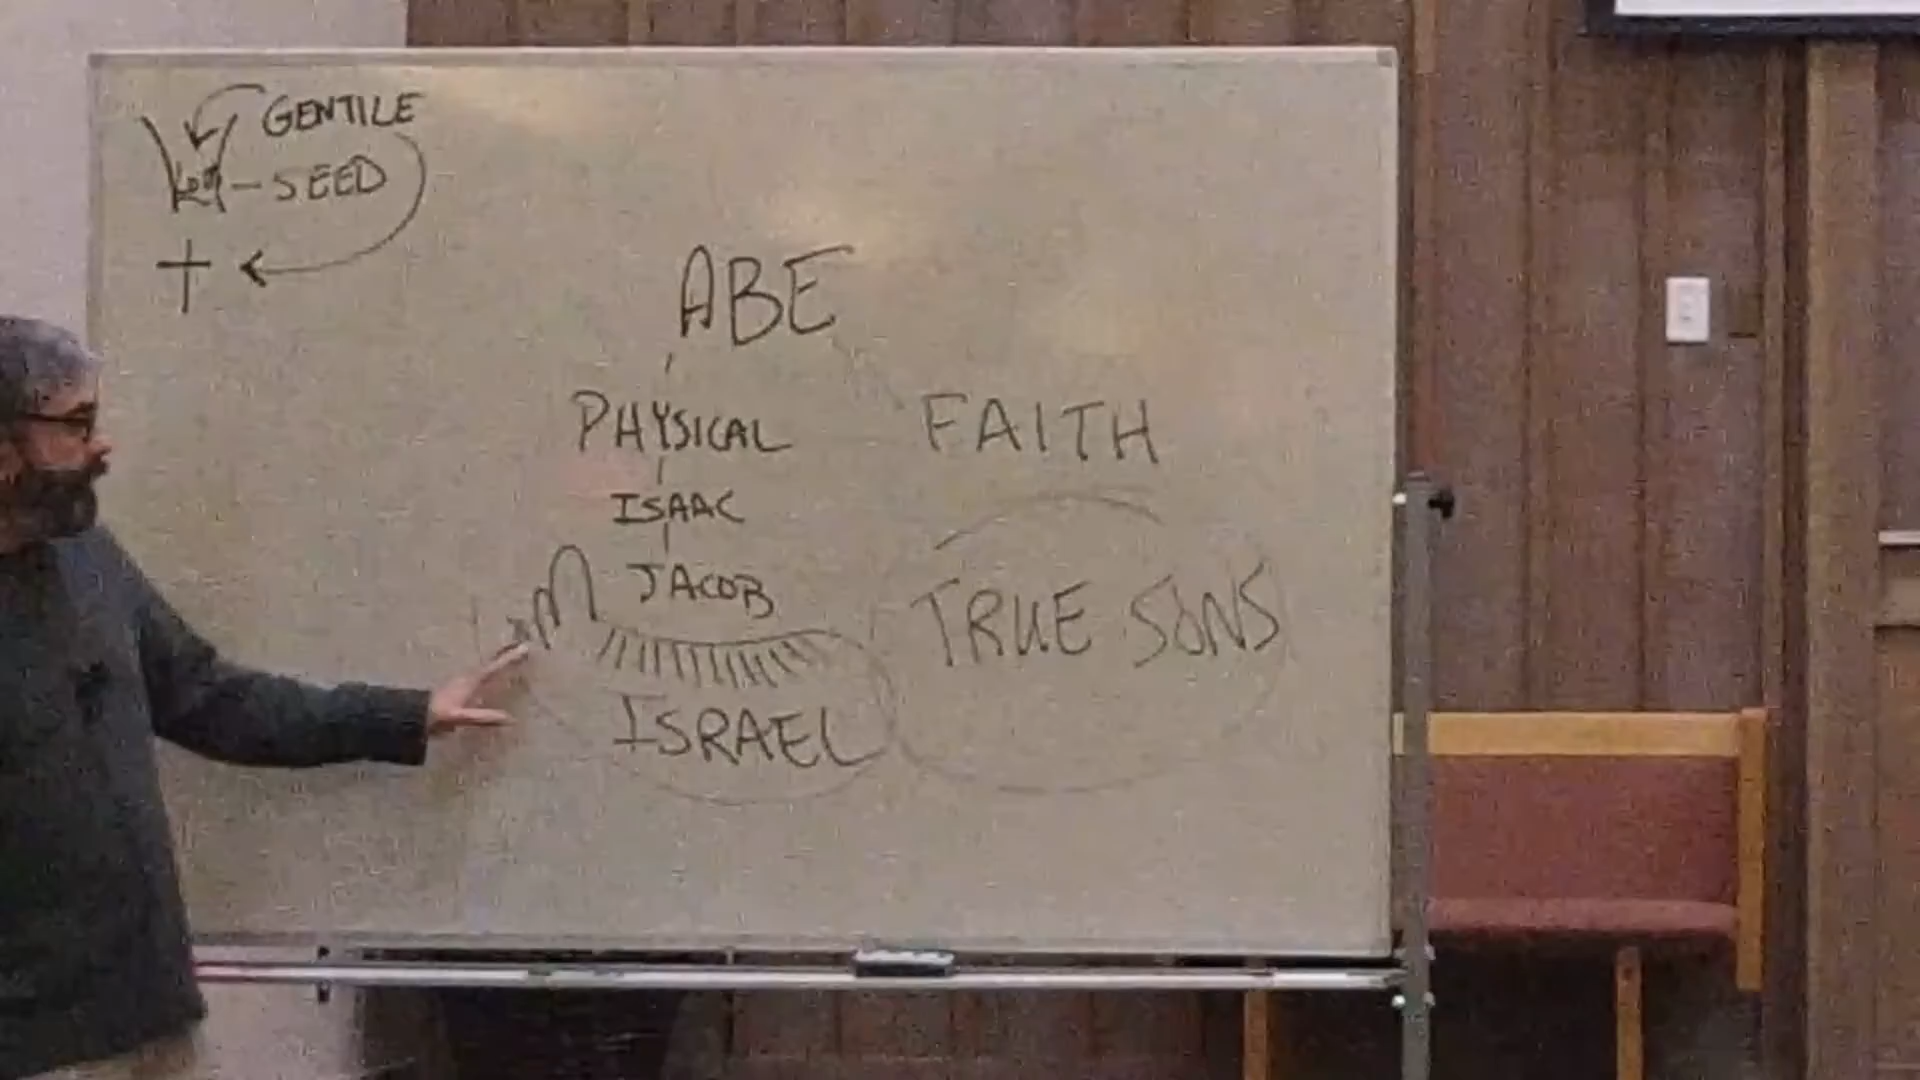 GENTILE
- SEED
ABE
PHYSICAL FAITH
ISAAC
JACOB
TRUE SONS
ISRAEL